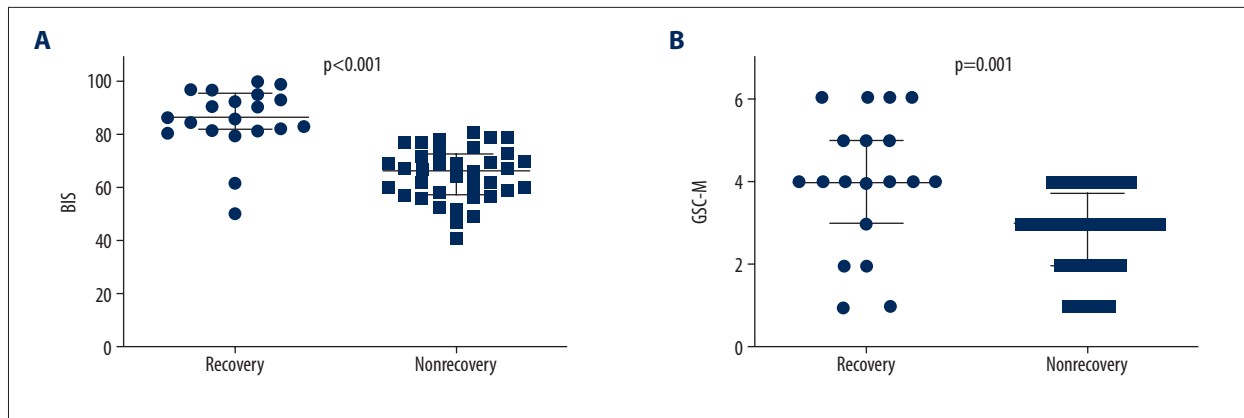 A
p<0.001
100
80
60
40
20
0
BIS
Recovery
Nonrecovery
B
p=0.001
6
4
2
0
GSC-M
Recovery
Nonrecovery